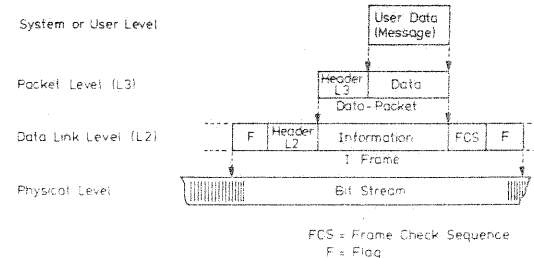 System or User Level
User Data
(Message)
Packet Level (L3)
Header
L3
Data
Data-Packet
Data Link Level (L2)
F
Header
L2
Information
FCS
F
I Frame
Physical Level
Bit Stream
FCS = Frame Check Sequence
F = Flag